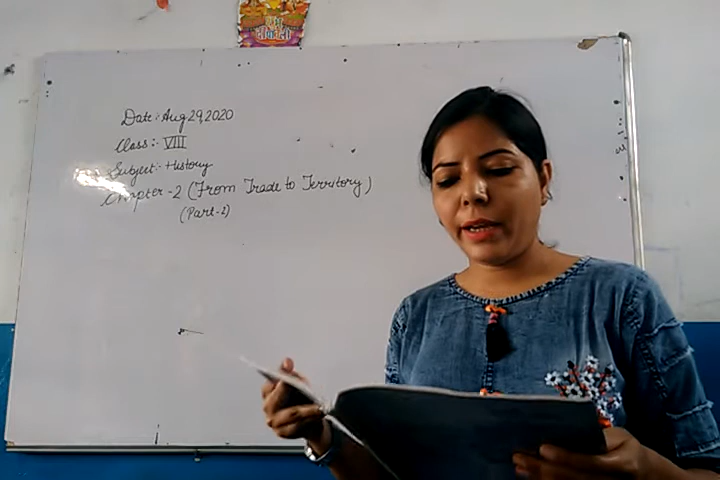 Date:- Aug 29, 2020
Class:- VIII
Subject:- History
Chapter-2 (From Trade to Territory)
(Part-2)